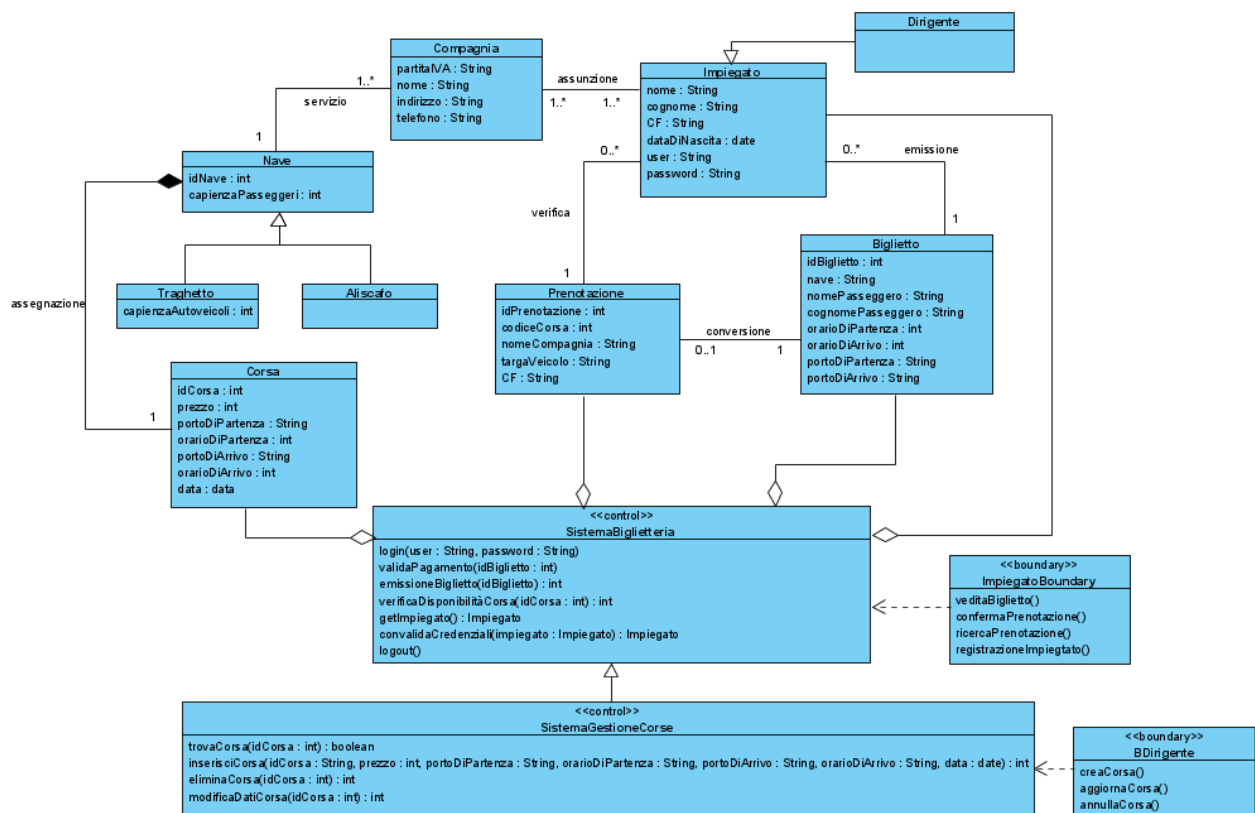 Dirigente
Compagnia
partitaIVA : String
nome : String
indirizzo : String
telefono : String
assunzione
1..*
1..*
1..*
servizio
1
Impiegato
nome : String
cognome : String
CF : String
dataDiNascita : date
user : String
password : String
0..*
0..*
emissione
1
verifica
1
Nave
idNave : int
capienzaPasseggeri : int
Traghetto
capienzaAutoveicoli : int
Aliscafo
assegnazione
1
Biglietto
idBiglietto : int
nave : String
nomePasseggero : String
cognomePassegero : String
orarioDiPartenza : int
orarioDiArrivo : int
portoDiPartenza : String
portoDiArrivo : String
Prenotazione
idPrenotazione : int
codiceCorsa : int
nomeCompagnia : String
targaVeicolo : String
CF : String
conversione
0..1
1
Corsa
idCorsa : int
prezzo : int
portoDiPartenza : String
orarioDiPartenza : int
portoDiArrivo : String
orarioDiArrivo : int
data : data
<<control>>
SistemaBiglietteria
login(user : String, password : String)
validaPagamento(idBiglietto : int)
emissioneBiglietto(idBiglietto) : int
verificaDisponibilitàCorsa(idCorsa : int) : int
getImpiegato() : Impiegato
convalidaCredenziali(impiegato : Impiegato) : Impiegato
logout()
<<boundary>>
ImpiegatoBoundary
veditaBiglietto()
confermaPrenotazione()
ricercaPrenotazione()
registrazioneImpiegtato()
<<control>>
SistemaGestioneCorse
trovaCorsa(idCorsa : int) : boolean
inserisciCorsa(idCorsa : String, prezzo : int, portoDiPartenza : String, orarioDiPartenza : String, portoDiArrivo : String, orarioDiArrivo : String, data : date) : int
eliminaCorsa(idCorsa : int) : int
modificaDatiCorsa(idCorsa : int) : int
<<boundary>>
BDirigente
creaCorsa()
aggiornaCorsa()
annullaCorsa()